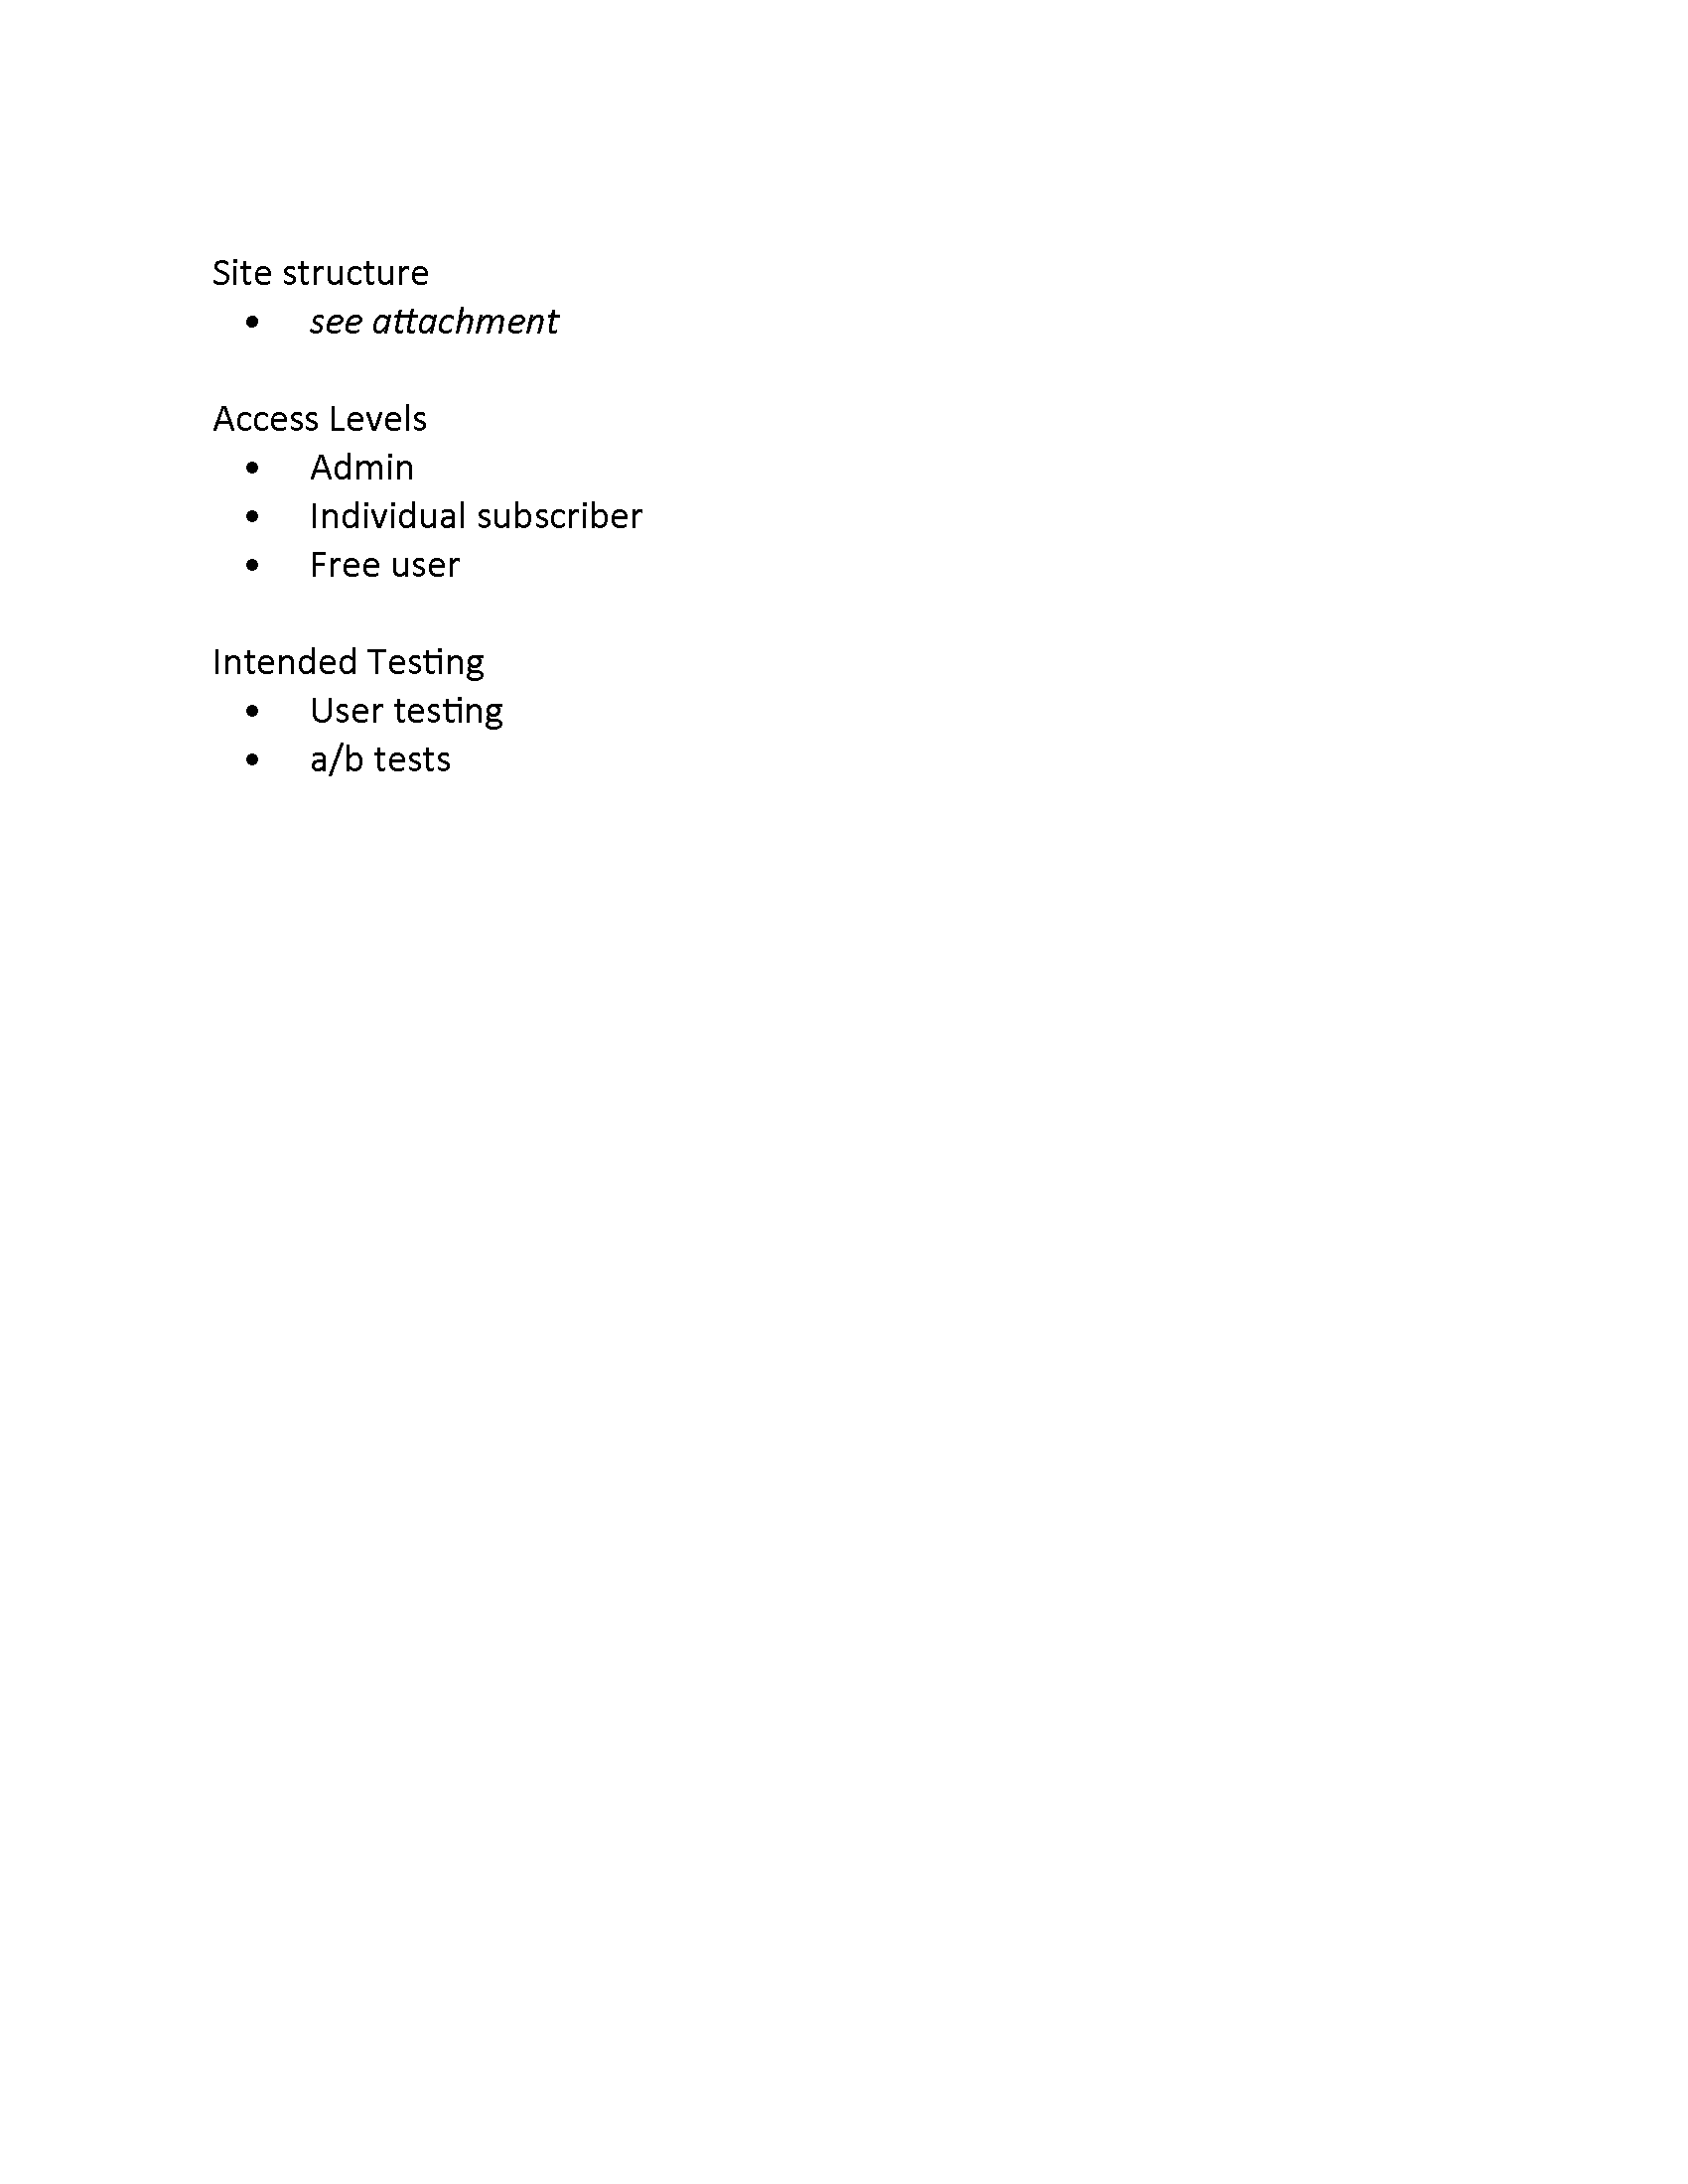 Site structure
• see attachment
Access Levels
• Admin
• Individual subscriber
• Free user
Intended Testing
• User testing
• a/b tests